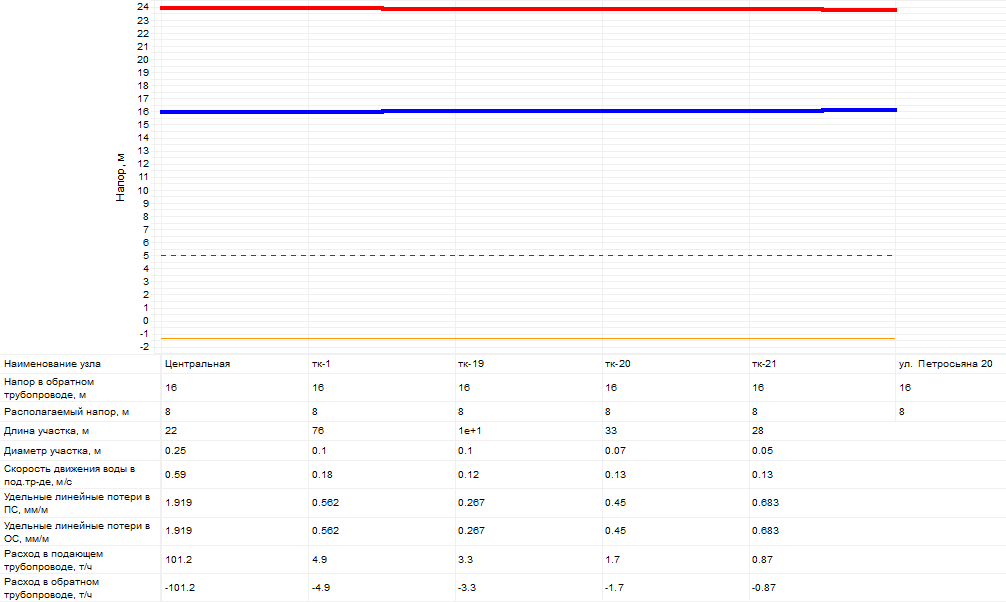 24
23
22
21
20
19
18
17
16
15
14
13
12
11
10
9
8
7
6
5
4
3
2
1
0
-1
-2
Напор, м
Наименование узла Центральная тк-1 тк-19 тк-20 тк-21 ул. Петросьяна 20
Напор в обратном
трубопроводе, м 16 16 16 16 16 16
Располагаемый напор, м 8 8 8 8 8 8
Длина участка, м 22 76 1e+1 33 28
Диаметр участка, м 0.25 0.1 0.1 0.07 0.05
Скорость движения воды в
под.тр-де, м/с 0.59 0.18 0.12 0.13 0.13
Удельные линейные потери в
ПС, мм/м 1.919 0.562 0.267 0.45 0.683
Удельные линейные потери в
ОС, мм/м 1.919 0.562 0.267 0.45 0.683
Расход в подающем
трубопроводе, т/ч 101.2 4.9 3.3 1.7 0.87
Расход в обратном
трубопроводе, т/ч -101.2 -4.9 -3.3 -1.7 -0.87